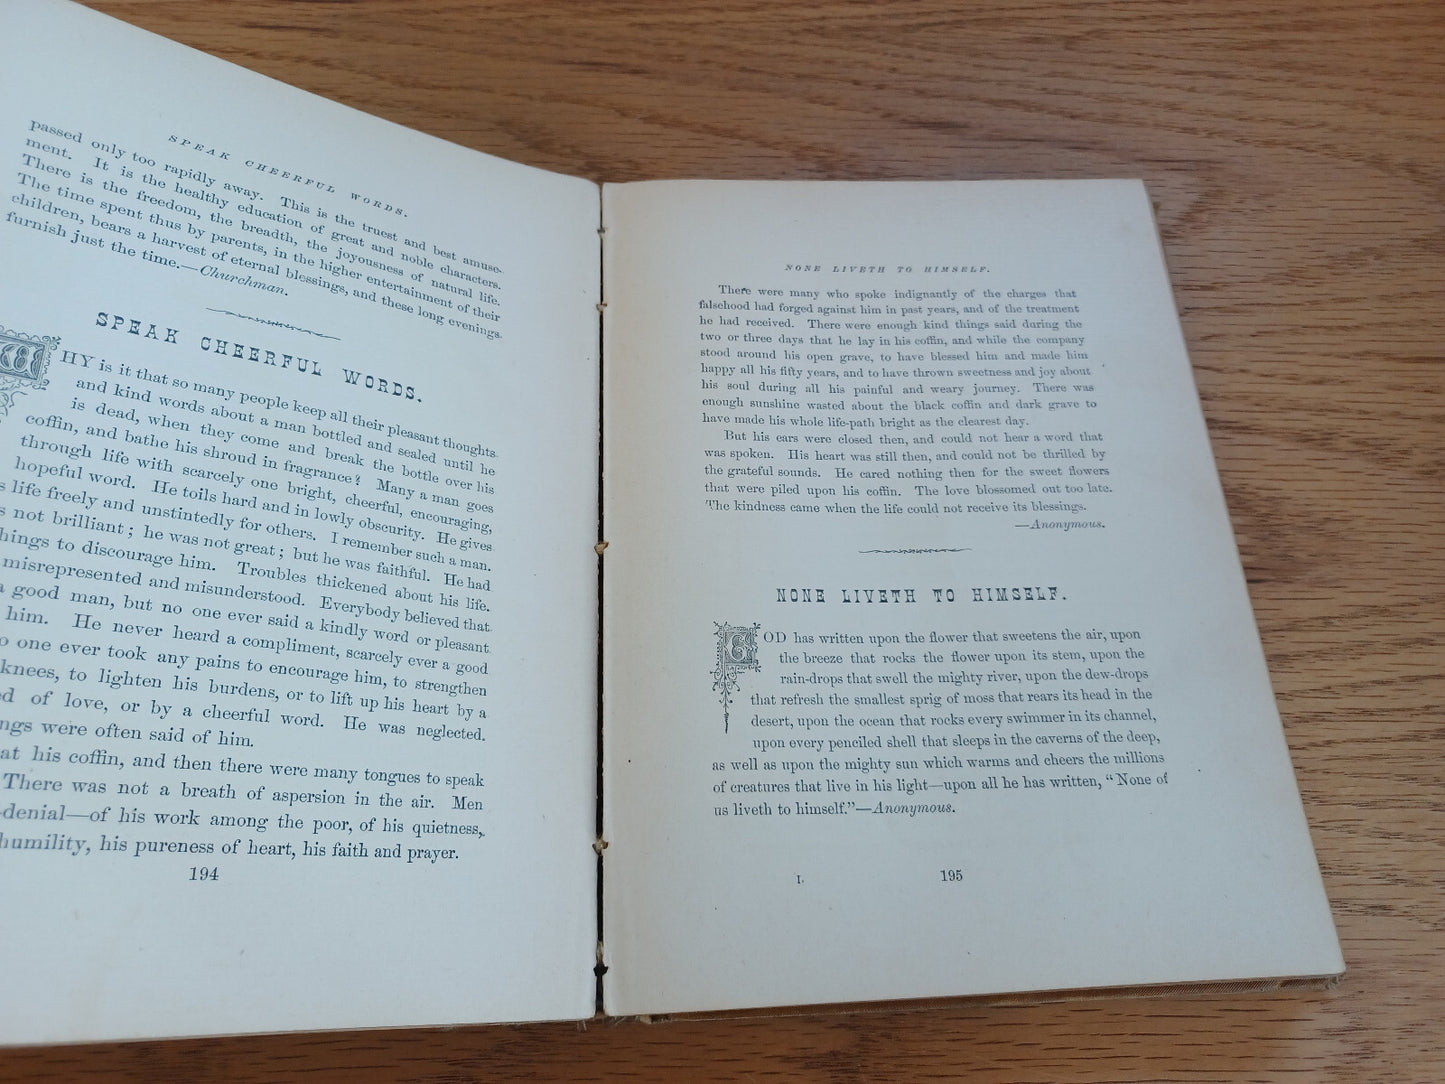 SPEAK CHEERFUL WORDS.
passed only too rapidly away. This is the truest and best amuse-
ment. It is the healthy education of great and noble characters.
There is the freedom, the breadth, the joyousness of natural life.
The time spent thus by parents, in the higher entertainment of their
children, bears a harvest of eternal blessings, and these long evenings
furnish just the time.—Churchman.
SPEAK CHEERFUL WORDS.
WHY is it that so many people keep all their pleasant thoughts
and kind words about a man bottled and sealed until he
is dead, when they come and break the bottle over his
coffin, and bathe his shroud in fragrance? Many a man goes
through life with scarcely one bright, cheerful, encouraging,
hopeful word. He toils hard and in lowly obscurity. He gives
life freely and unstintedly for others. I remember such a man.
not brilliant; he was not great; but he was faithful. He had
things to discourage him. Troubles thickened about his life.
misrepresented and misunderstood. Everybody believed that
a good man, but no one ever said a kindly word or pleasant
him. He never heard a compliment, scarcely ever a good
one ever took any pains to encourage him, to strengthen
knees, to lighten his burdens, or to lift up his heart by a
of love, or by a cheerful word. He was neglected.
were often said of him.
at his coffin, and then there were many tongues to speak
There was not a breath of aspersion in the air. Men
-denial—of his work among the poor, of his quietness,
humility, his pureness of heart, his faith and prayer.
194
NONE LIVETH TO HIMSELF.
There were many who spoke indignantly of the charges that
falsehood had forged against him in past years, and of the treatment
he had received. There were enough kind things said during the
two or three days that he lay in his coffin, and while the company
stood around his open grave, to have blessed him and made him
happy all his fifty years, and to have thrown sweetness and joy about
his soul during all his painful and weary journey. There was
enough sunshine wasted about the black coffin and dark grave to
have made his whole life-path bright as the clearest day.
But his ears were closed then, and could not hear a word that
was spoken. His heart was still then, and could not be thrilled by
the grateful sounds. He cared nothing then for the sweet flowers
that were piled upon his coffin. The love blossomed out too late.
The kindness came when the life could not receive its blessings.
—Anonymous.
NONE LIVETH TO HIMSELF.
GOD has written upon the flower that sweetens the air, upon
the breeze that rocks the flower upon its stem, upon the
rain-drops that swell the mighty river, upon the dew-drops
that refresh the smallest sprig of moss that rears its head in the
desert, upon the ocean that rocks every swimmer in its channel,
upon every penciled shell that sleeps in the caverns of the deep,
as well as upon the mighty sun which warms and cheers the millions
of creatures that live in his light—upon all he has written, "None of
us liveth to himself."—Anonymous.
I. 195